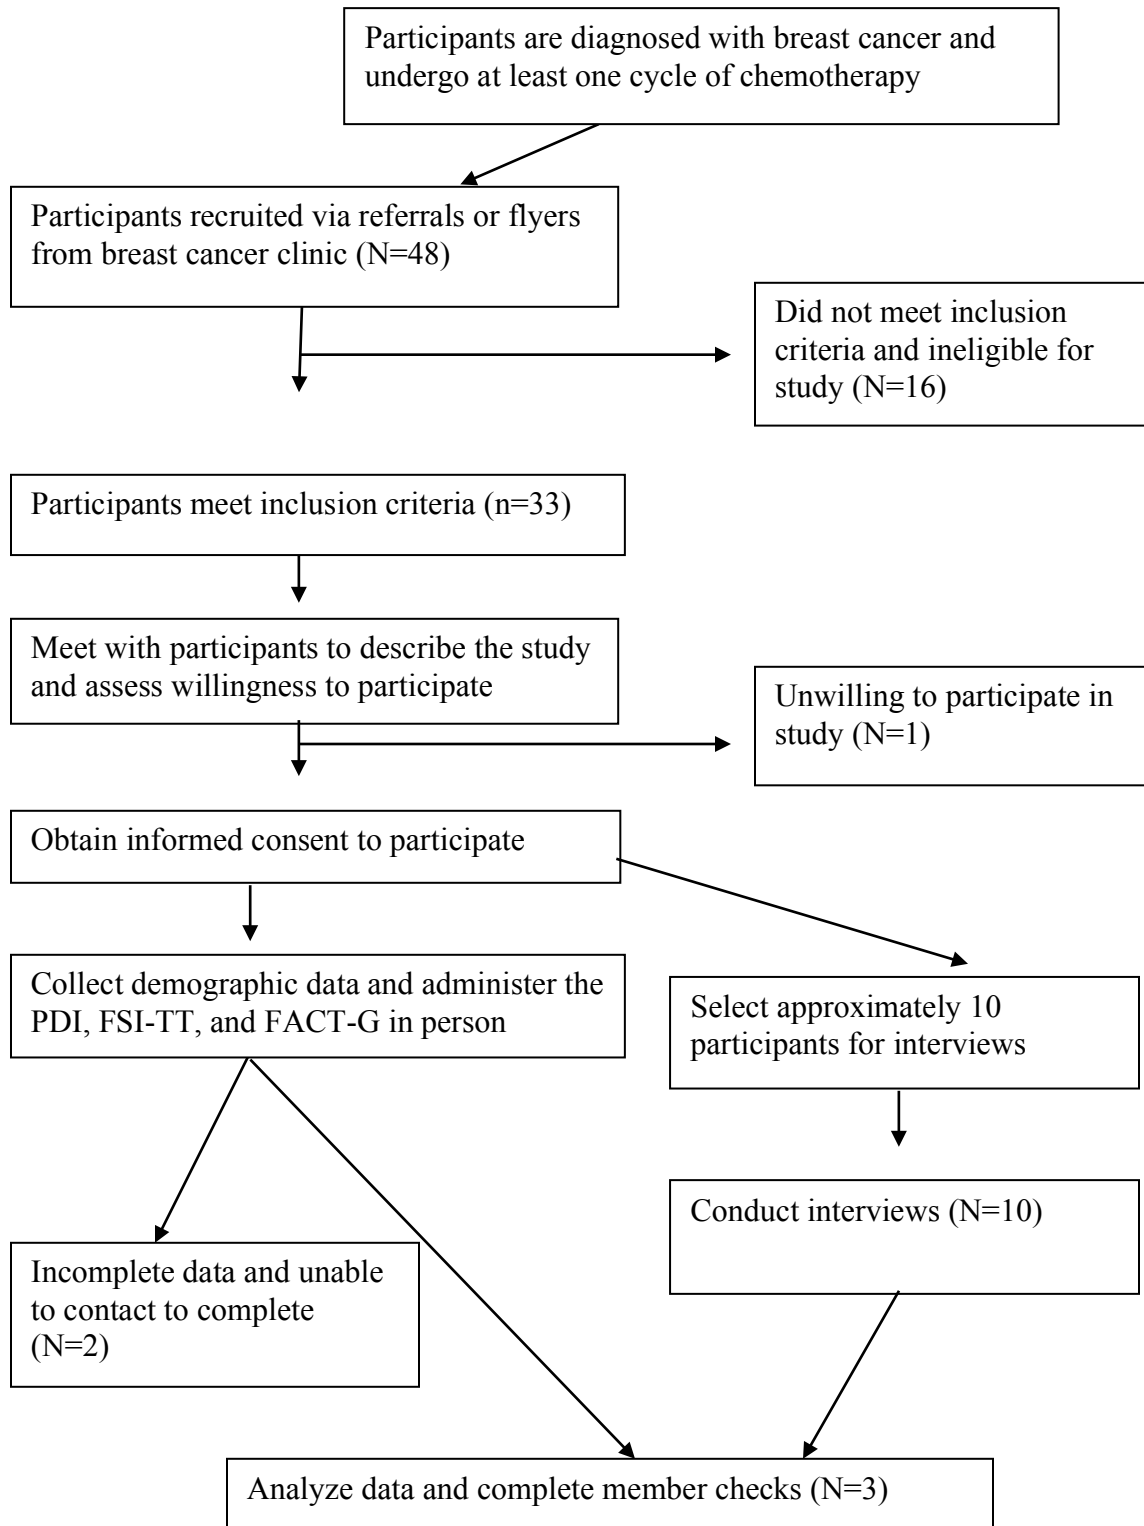 Participants are diagnosed with breast cancer and
undergo at least one cycle of chemotherapy
Participants recruited via referrals or flyers
from breast cancer clinic (N=48)
Did not meet inclusion
criteria and ineligible for
study (N=16)
Participants meet inclusion criteria (n=33)
Meet with participants to describe the study
and assess willingness to participate
Unwilling to participate in
study (N=1)
Obtain informed consent to participate
Collect demographic data and administer the
PDI, FSI-TT, and FACT-G in person
Select approximately 10
participants for interviews
Conduct interviews (N=10)
Incomplete data and unable
to contact to complete
(N=2)
Analyze data and complete member checks (N=3)